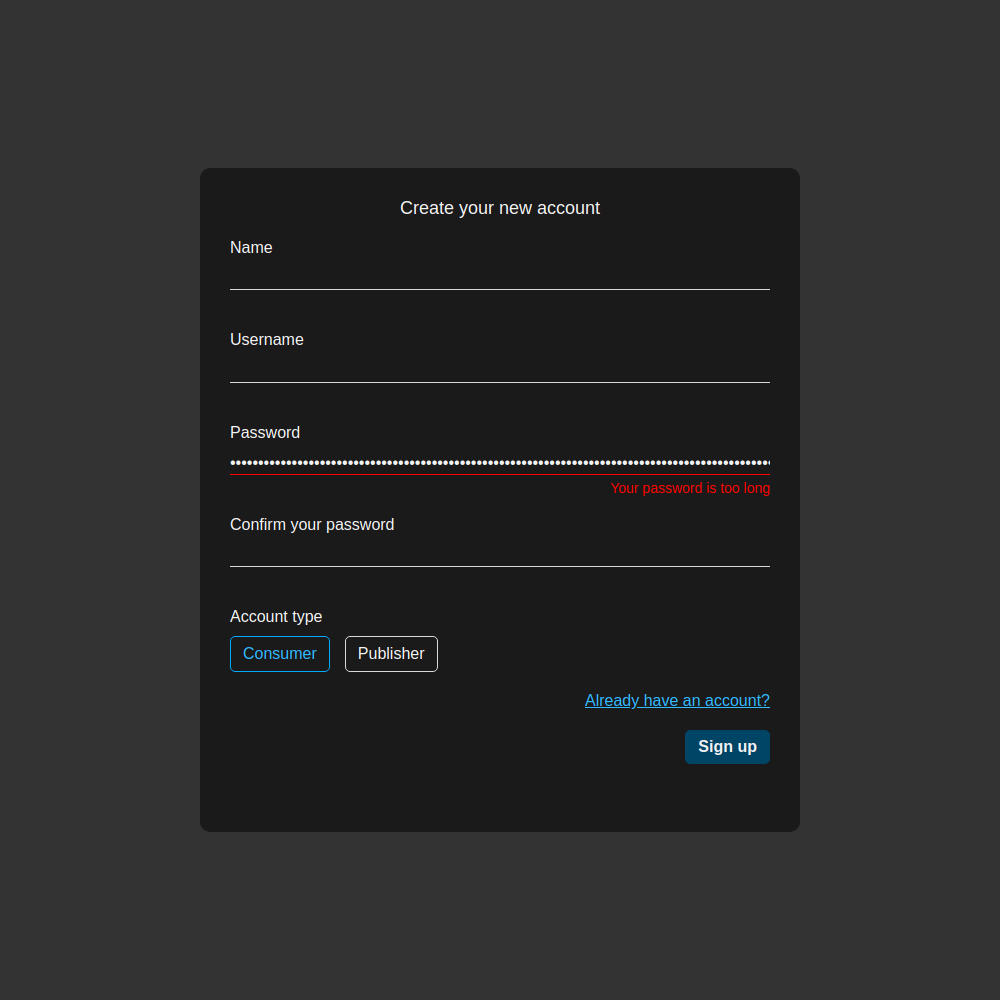 Create your new account
Name
Username
Password
Your password is too long
Confirm your password
Account type
Consumer Publisher
Already have an account?
Sign up